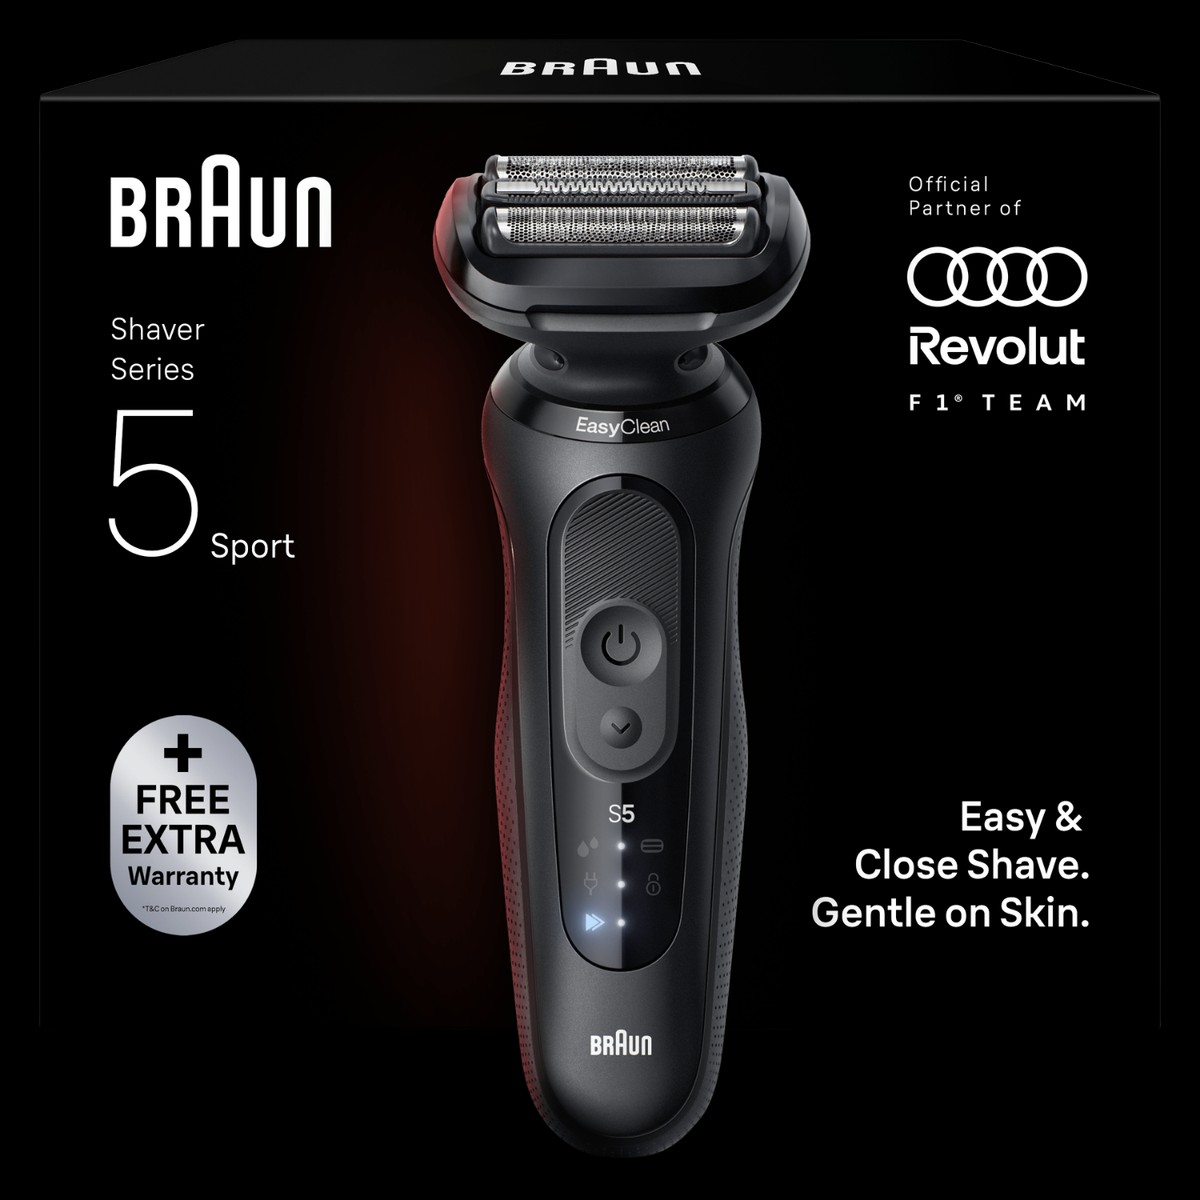 BRAUN
BRAUN
Shaver
Series
5 Sport
Official
Partner of
Revolut
F1® TEAM
EasyClean
S5
+
FREE
EXTRA
Warranty
*T&C on Braun.com apply
Easy &
Close Shave.
Gentle on Skin.
BRAUN